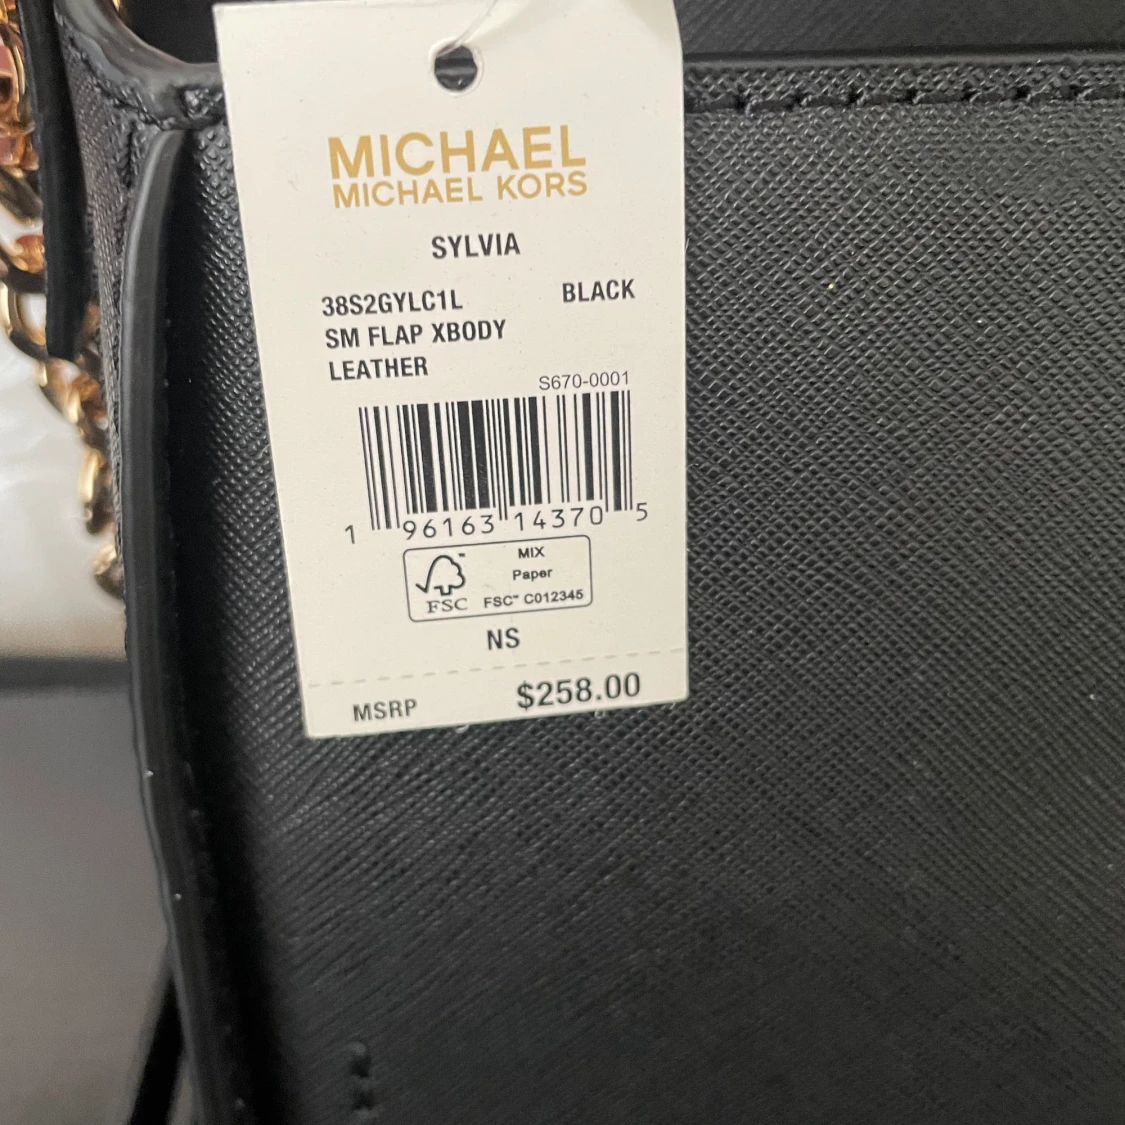 MICHAEL
MICHAEL KORS
SYLVIA
38S2GYLC1L BLACK
SM FLAP XBODY
LEATHER
S670-0001
1 96163 14370 5
MIX
Paper
FSC™ C012345
FSC
NS
MSRP $258.00